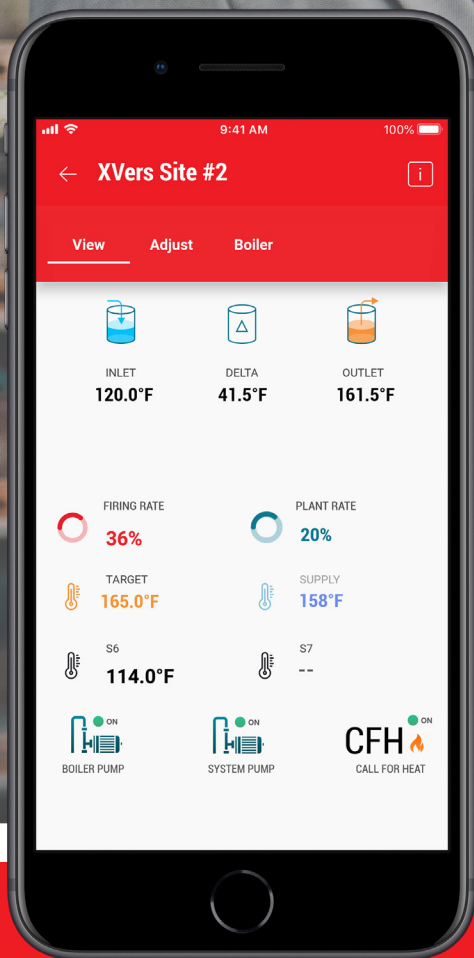 9:41 AM 100%
XVers Site #2
i
View Adjust Boiler
INLET DELTA OUTLET
120.0°F 41.5°F 161.5°F
FIRING RATE PLANT RATE
36% 20%
TARGET SUPPLY
165.0°F 158°F
S6 S7
114.0°F --
ON ON ON
CFH
BOILER PUMP SYSTEM PUMP CALL FOR HEAT